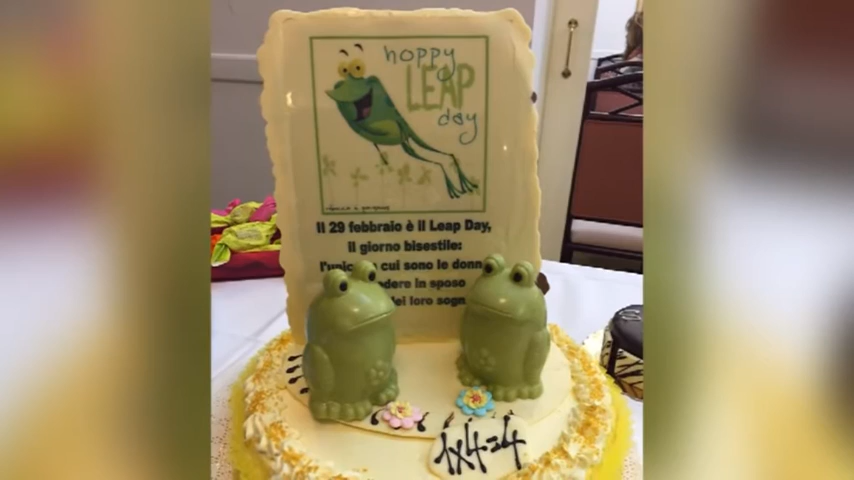 hoppy
LEAP
day
Il 29 febbraio è il Leap Day,
il giorno bisestile:
cui sono le
in sposo
dei loro
1x4=4